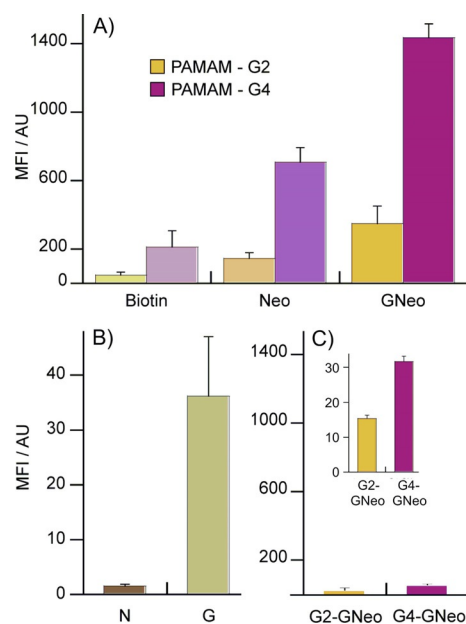 A)
PAMAM - G2
PAMAM - G4
MFI / AU
1400
1000
600
200
0
Biotin Neo GNeo
B)
MFI / AU
40
30
20
10
0
N G
C)
1400
1000
600
200
30
20
10
0
G2-
GNeo
G4-
GNeo
G2-GNeo G4-GNeo